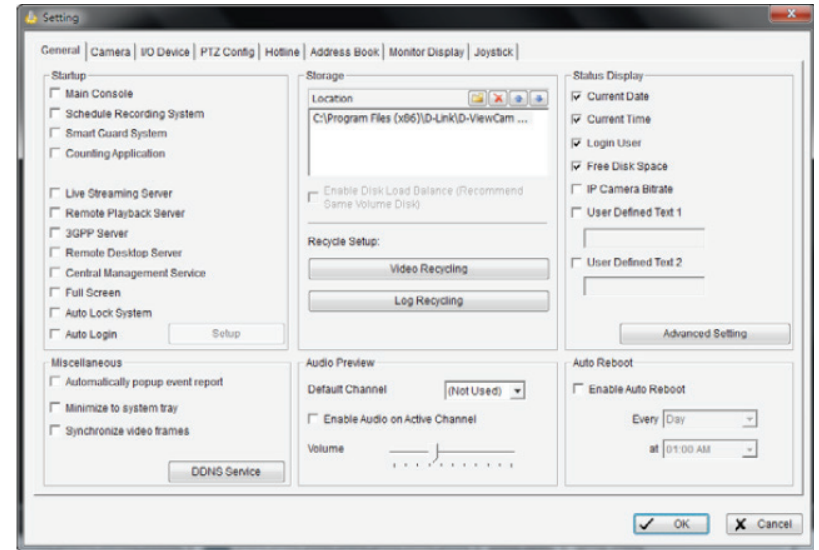 Setting
General Camera I/O Device PTZ Config Hotline Address Book Monitor Display Joystick
Startup
Main Console
Schedule Recording System
Smart Guard System
Counting Application
Live Streaming Server
Remote Playback Server
3GPP Server
Remote Desktop Server
Central Management Service
Full Screen
Auto Lock System
Auto Login Setup
Storage
Location
C:\Program Files (x86)\D-Link\D-ViewCam ...
Enable Disk Load Balance (Recommend
Same Volume Disk)
Recycle Setup:
Video Recycling
Log Recycling
Status Display
Current Date
Current Time
Login User
Free Disk Space
IP Camera Bitrate
User Defined Text 1
User Defined Text 2
Advanced Setting
Miscellaneous
Automatically popup event report
Minimize to system tray
Synchronize video frames
DDNS Service
Audio Preview
Default Channel (Not Used)
Enable Audio on Active Channel
Volume
Auto Reboot
Enable Auto Reboot
Every Day
at 01:00 AM
OK Cancel